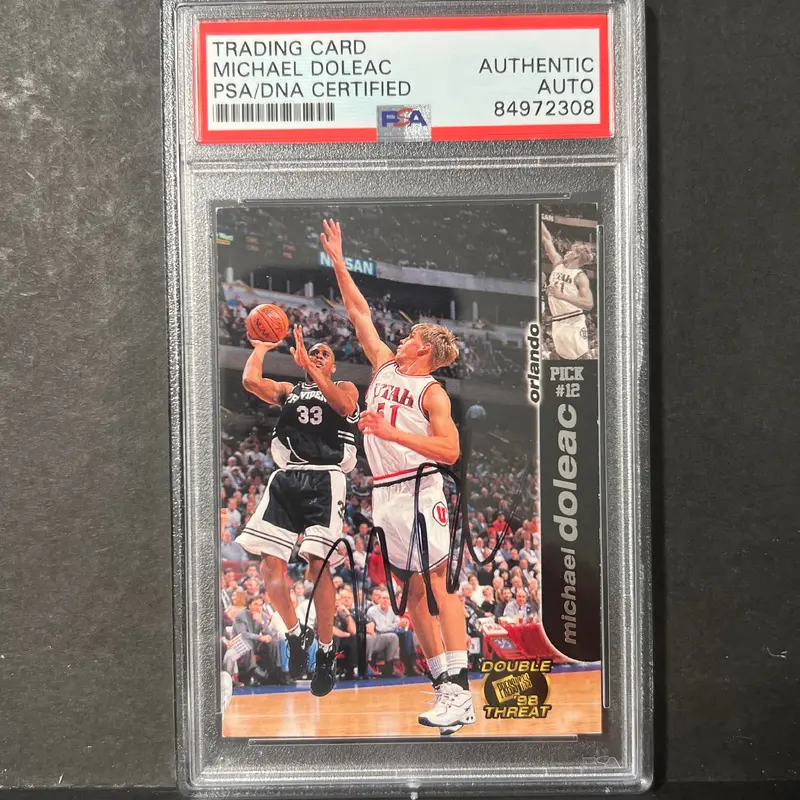 TRADING CARD
MICHAEL DOLEAC
PSA/DNA CERTIFIED
AUTHENTIC
AUTO
84972308
PSA
NISSAN
33
UTAH
51
U
orlando
PICK
#12
michael doleac
DOUBLE
'98
THREAT